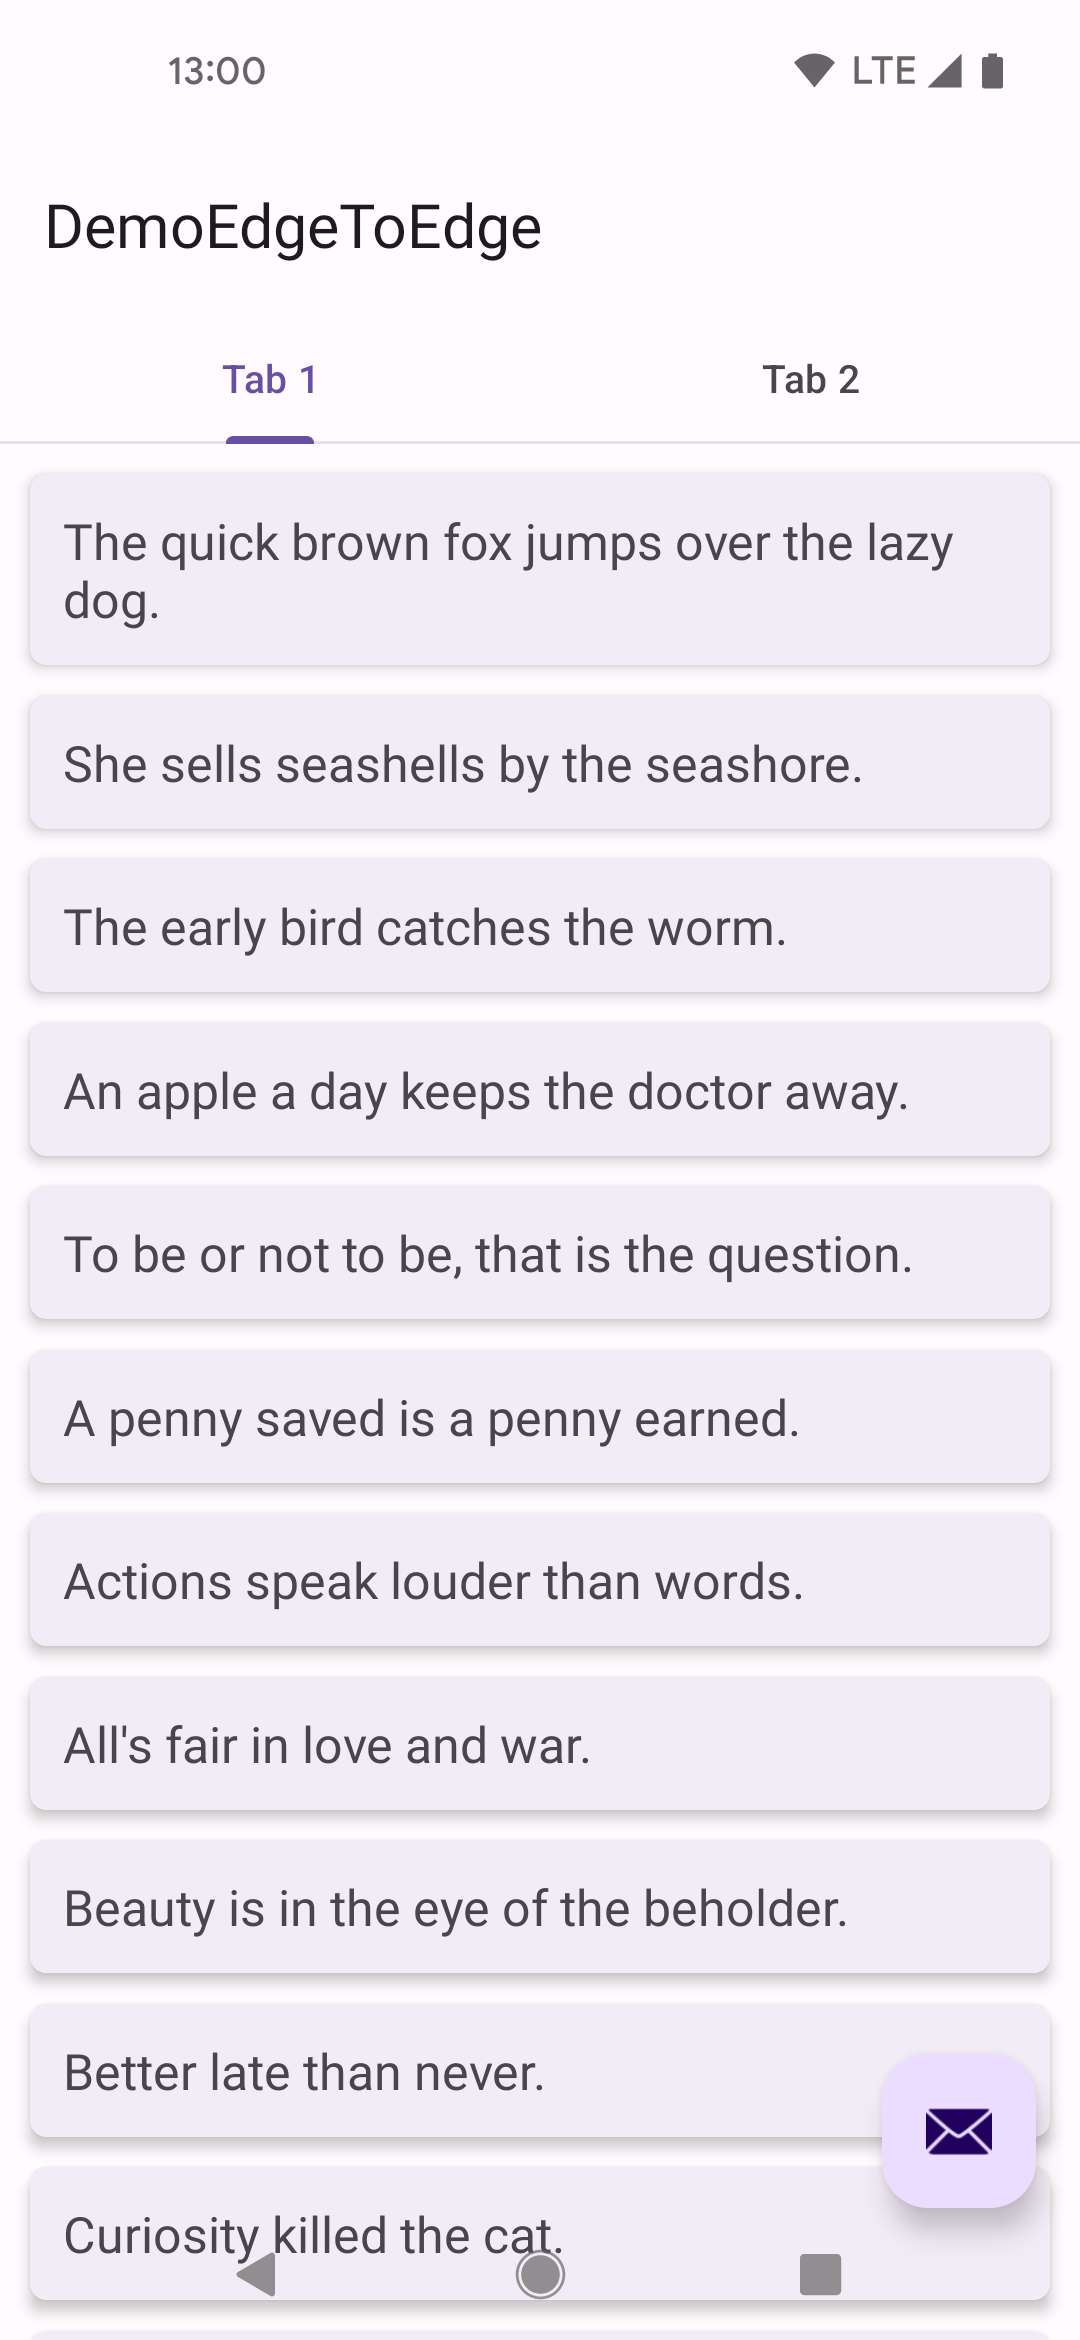 13:00 LTE
DemoEdgeToEdge
Tab 1 Tab 2
The quick brown fox jumps over the lazy
dog.
She sells seashells by the seashore.
The early bird catches the worm.
An apple a day keeps the doctor away.
To be or not to be, that is the question.
A penny saved is a penny earned.
Actions speak louder than words.
All's fair in love and war.
Beauty is in the eye of the beholder.
Better late than never.
Curiosity killed the cat.